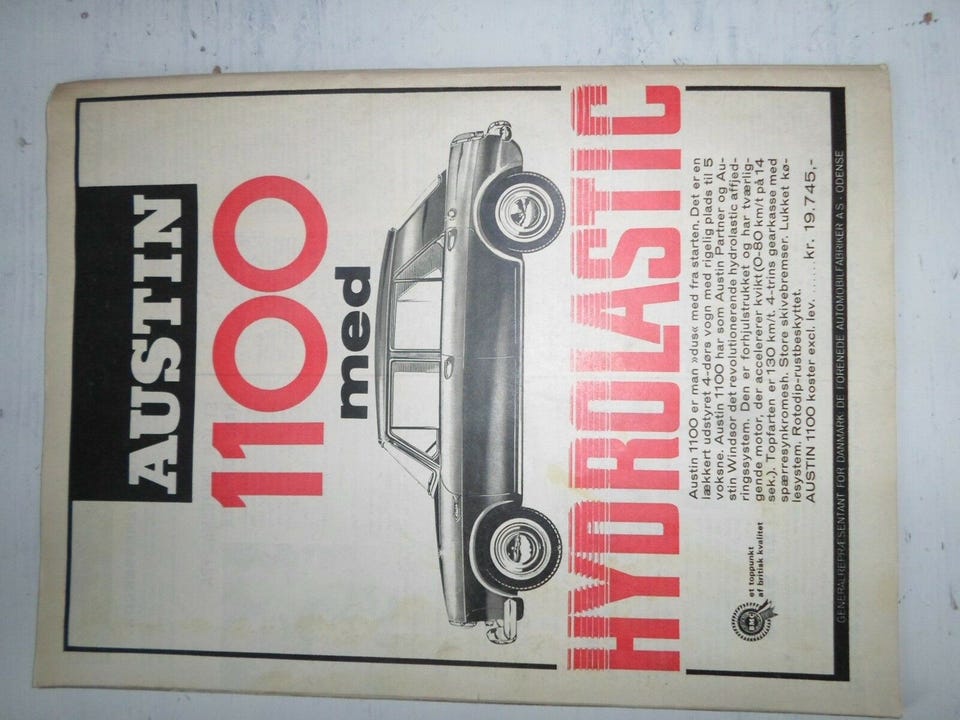 AUSTIN
1100
med
HYDROLASTIC
Austin 1100 er man »dus« med fra starten. Det er en
lækkert udstyret 4-dørs vogn med rigelig plads til 5
voksne. Austin 1100 har som Austin Partner og Au-
stin Windsor det revolutionerende hydrolastic affjed-
ringssystem. Den er forhjulstrukket og har tværlig-
gende motor, der accelererer kvikt (0-80 km/t på 14
sek.). Topfarten er 130 km/t. 4-trins gearkasse med
spærresynkromesh. Store skivebremser. Lukket kø-
lesystem. Rotodip-rustbeskyttet.
AUSTIN 1100 koster excl. lev. ...... kr. 19.745,-
BMC
et toppunkt
af britisk kvalitet
GENERALREPRÆSENTANT FOR DANMARK: DE FORENEDE AUTOMOBILFABRIKER A/S · ODENSE